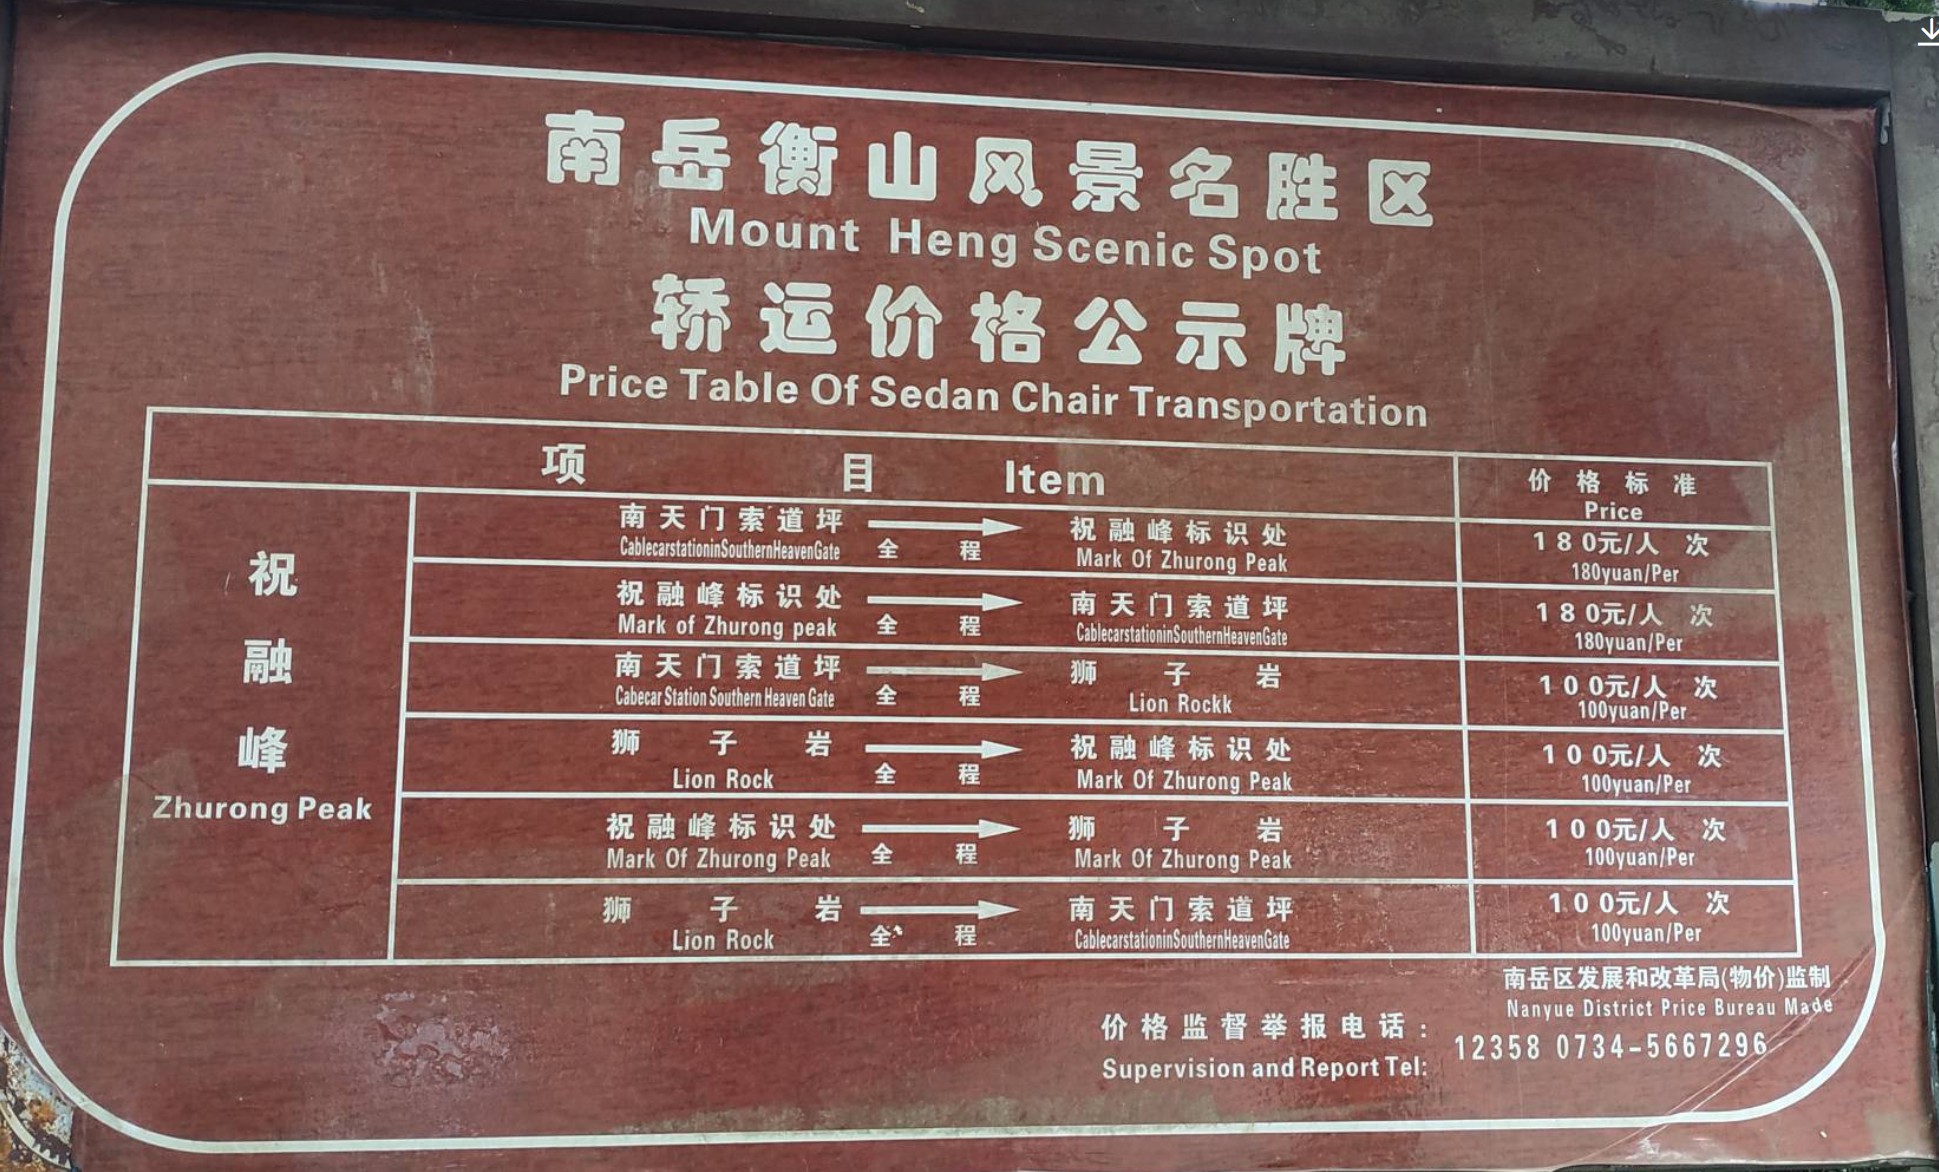 南岳衡山风景名胜区
Mount Heng Scenic Spot
轿运价格公示牌
Price Table Of Sedan Chair Transportation
项 目 Item
价格标准
Price
祝融峰
Zhurong Peak
南天门索道坪 全程 祝融峰标识处 180元/人 次
CablecarstationinSouthernHeavenGate Mark Of Zhurong Peak 180yuan/Per
祝融峰标识处 全程 南天门索道坪 180元/人 次
Mark of Zhurong peak CablecarstationinSouthernHeavenGate 180yuan/Per
南天门索道坪 全程 狮子岩 100元/人 次
Cabecar Station Southern Heaven Gate Lion Rockk 100yuan/Per
狮子岩 全程 祝融峰标识处 100元/人 次
Lion Rock Mark Of Zhurong Peak 100yuan/Per
祝融峰标识处 全程 狮子岩 100元/人 次
Mark Of Zhurong Peak Mark Of Zhurong Peak 100yuan/Per
狮子岩 全程 南天门索道坪 100元/人 次
Lion Rock CablecarstationinSouthernHeavenGate 100yuan/Per
南岳区发展和改革局(物价)监制
Nanyue District Price Bureau Made
价格监督举报电话:
Supervision and Report Tel:
12358 0734-5667296